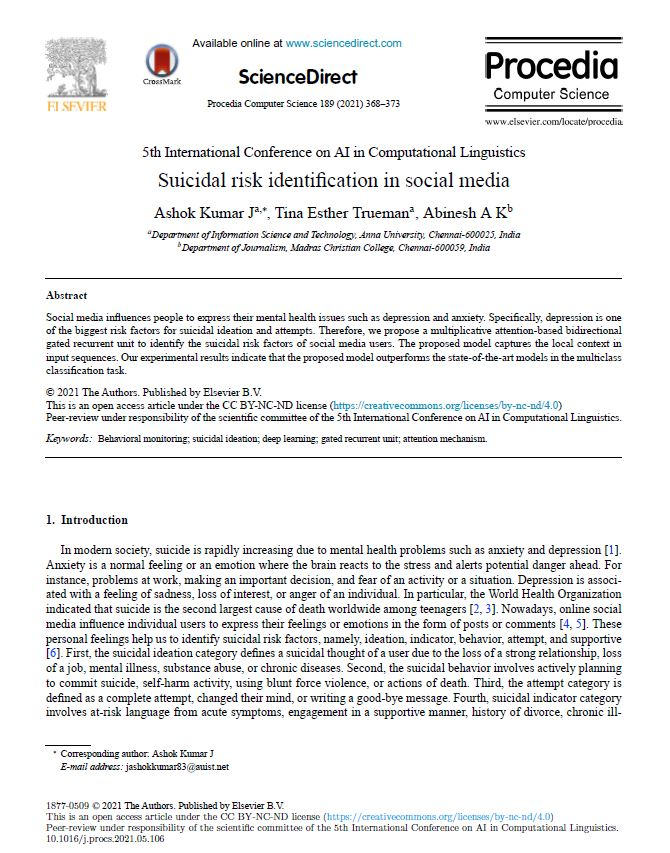 Available online at www.sciencedirect.com
CrossMark
ScienceDirect
Procedia Computer Science 189 (2021) 368–373
ELSEVIER
Procedia
Computer Science
www.elsevier.com/locate/procedia
5th International Conference on AI in Computational Linguistics
Suicidal risk identification in social media
Ashok Kumar Ja,*, Tina Esther Truemana, Abinesh A Kb
aDepartment of Information Science and Technology, Anna University, Chennai-600025, India
bDepartment of Journalism, Madras Christian College, Chennai-600059, India
Abstract
Social media influences people to express their mental health issues such as depression and anxiety. Specifically, depression is one
of the biggest risk factors for suicidal ideation and attempts. Therefore, we propose a multiplicative attention-based bidirectional
gated recurrent unit to identify the suicidal risk factors of social media users. The proposed model captures the local context in
input sequences. Our experimental results indicate that the proposed model outperforms the state-of-the-art models in the multiclass
classification task.
© 2021 The Authors. Published by Elsevier B.V.
This is an open access article under the CC BY-NC-ND license (https://creativecommons.org/licenses/by-nc-nd/4.0)
Peer-review under responsibility of the scientific committee of the 5th International Conference on AI in Computational Linguistics.
Keywords: Behavioral monitoring; suicidal ideation; deep learning; gated recurrent unit; attention mechanism.
1. Introduction
In modern society, suicide is rapidly increasing due to mental health problems such as anxiety and depression [1].
Anxiety is a normal feeling or an emotion where the brain reacts to the stress and alerts potential danger ahead. For
instance, problems at work, making an important decision, and fear of an activity or a situation. Depression is associ-
ated with a feeling of sadness, loss of interest, or anger of an individual. In particular, the World Health Organization
indicated that suicide is the second largest cause of death worldwide among teenagers [2, 3]. Nowadays, online social
media influence individual users to express their feelings or emotions in the form of posts or comments [4, 5]. These
personal feelings help us to identify suicidal risk factors, namely, ideation, indicator, behavior, attempt, and supportive
[6]. First, the suicidal ideation category defines a suicidal thought of a user due to the loss of a strong relationship, loss
of a job, mental illness, substance abuse, or chronic diseases. Second, the suicidal behavior involves actively planning
to commit suicide, self-harm activity, using blunt force violence, or actions of death. Third, the attempt category is
defined as a complete attempt, changed their mind, or writing a good-bye message. Fourth, suicidal indicator category
involves at-risk language from acute symptoms, engagement in a supportive manner, history of divorce, chronic ill-
* Corresponding author: Ashok Kumar J
E-mail address: jashokkumar83@auist.net
1877-0509 © 2021 The Authors. Published by Elsevier B.V.
This is an open access article under the CC BY-NC-ND license (https://creativecommons.org/licenses/by-nc-nd/4.0)
Peer-review under responsibility of the scientific committee of the 5th International Conference on AI in Computational Linguistics.
10.1016/j.procs.2021.05.106